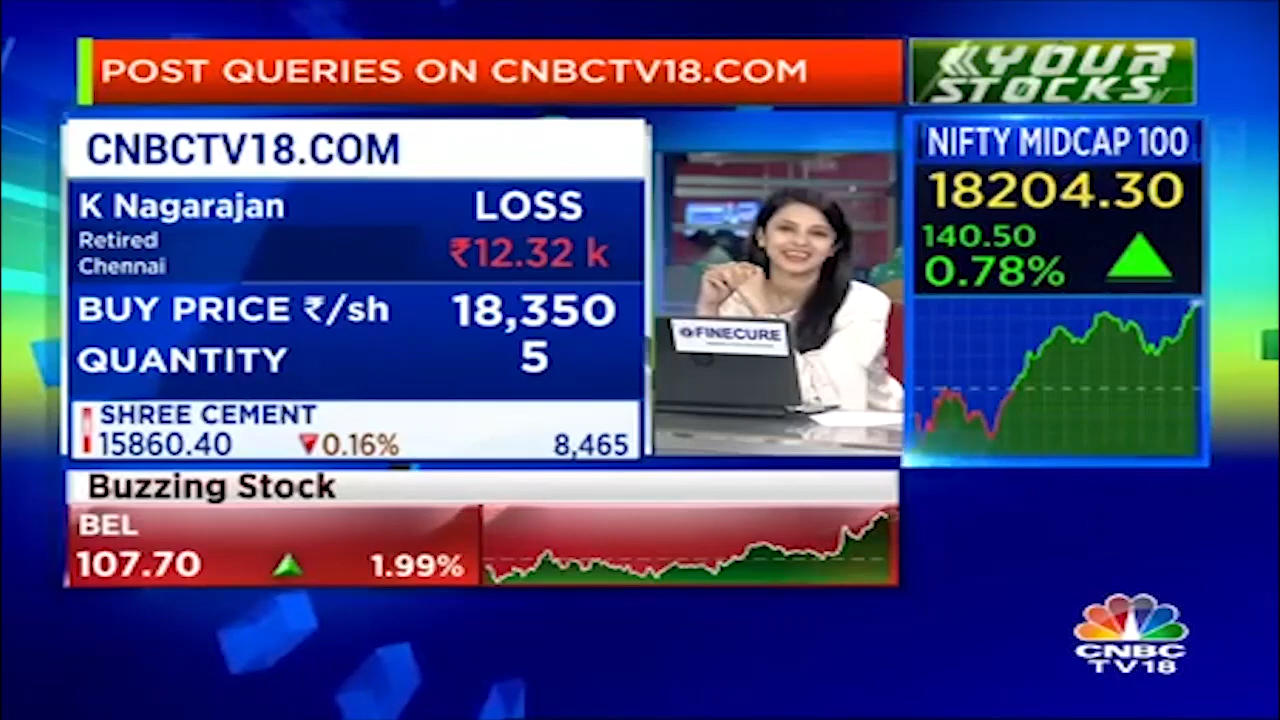 POST QUERIES ON CNBCTV18.COM
YOUR
STOCKS
CNBCTV18.COM
K Nagarajan
Retired
Chennai
LOSS
₹12.32 k
BUY PRICE ₹/sh 18,350
QUANTITY 5
SHREE CEMENT
15860.40 0.16% 8,465
FINECURE
NIFTY MIDCAP 100
18204.30
140.50
0.78%
Buzzing Stock
BEL
107.70 1.99%
CNBC
TV18